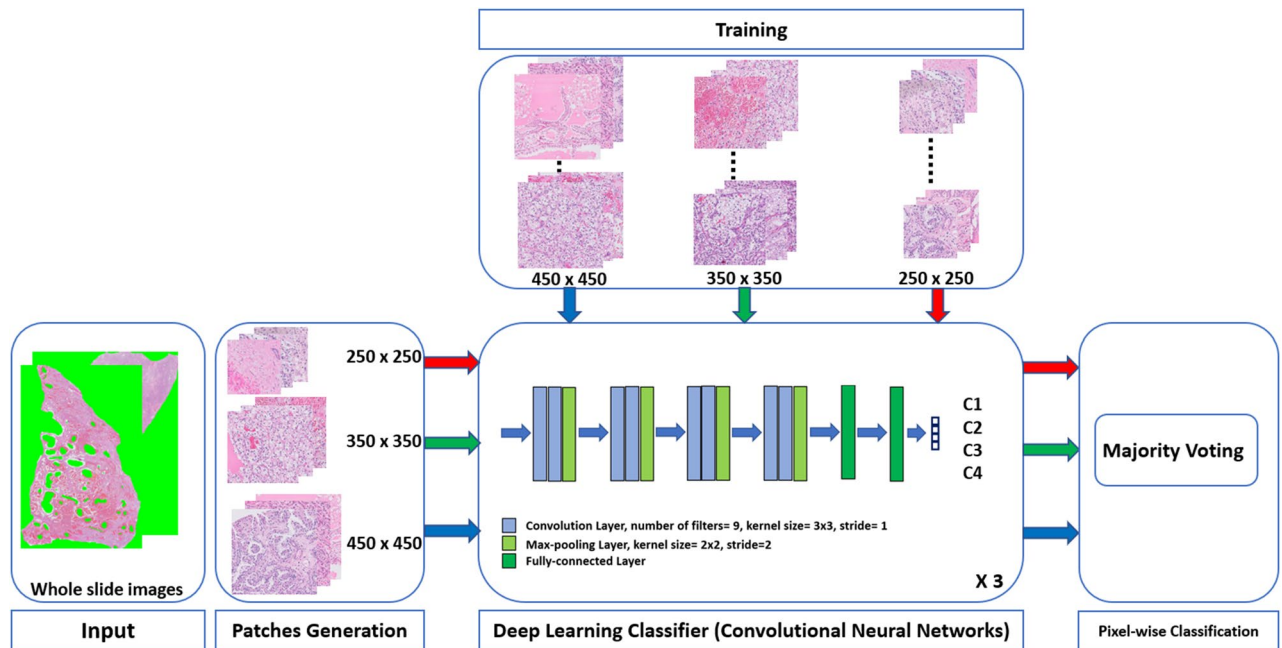 Training
450 x 450
350 x 350
250 x 250
250 x 250
350 x 350
450 x 450
C1
C2
C3
C4
Majority Voting
Convolution Layer, number of filters= 9, kernel size= 3x3, stride= 1
Max-pooling Layer, kernel size= 2x2, stride=2
Fully-connected Layer
X 3
Whole slide images
Input
Patches Generation
Deep Learning Classifier (Convolutional Neural Networks)
Pixel-wise Classification